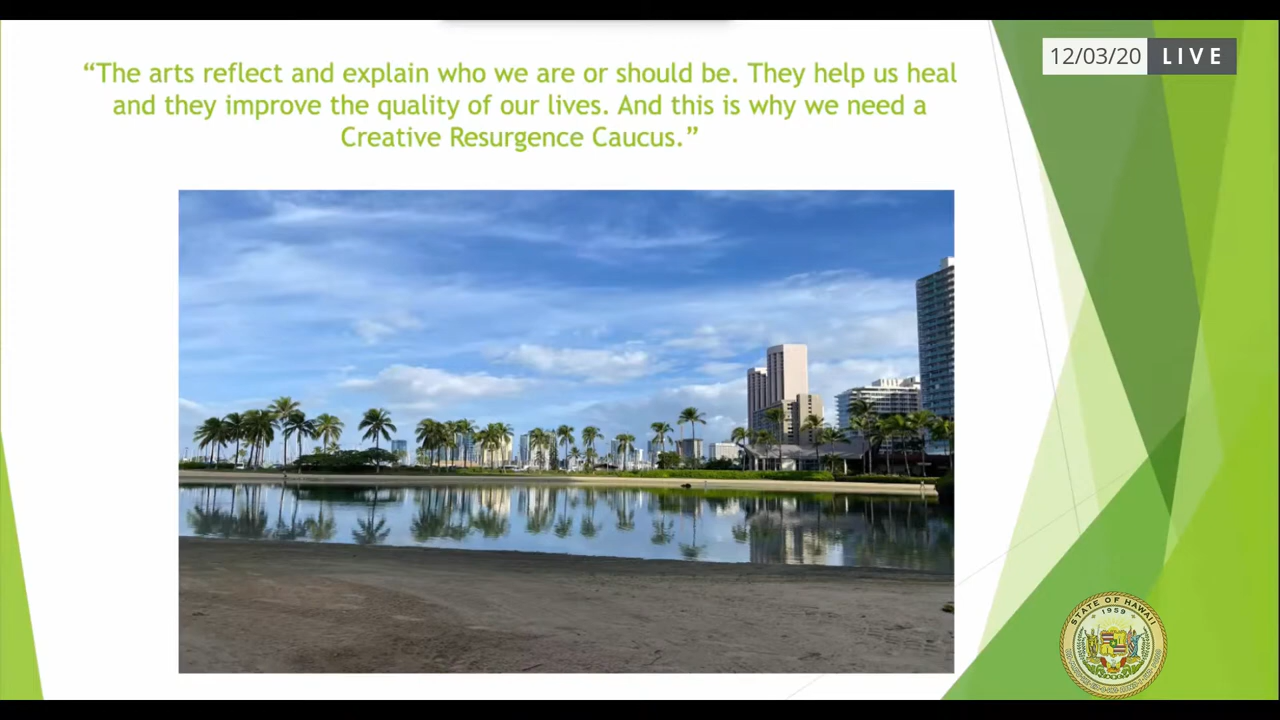 “The arts reflect and explain who we are or should be. They help us heal
and they improve the quality of our lives. And this is why we need a
Creative Resurgence Caucus.”
12/03/20 LIVE
STATE OF HAWAII
1959